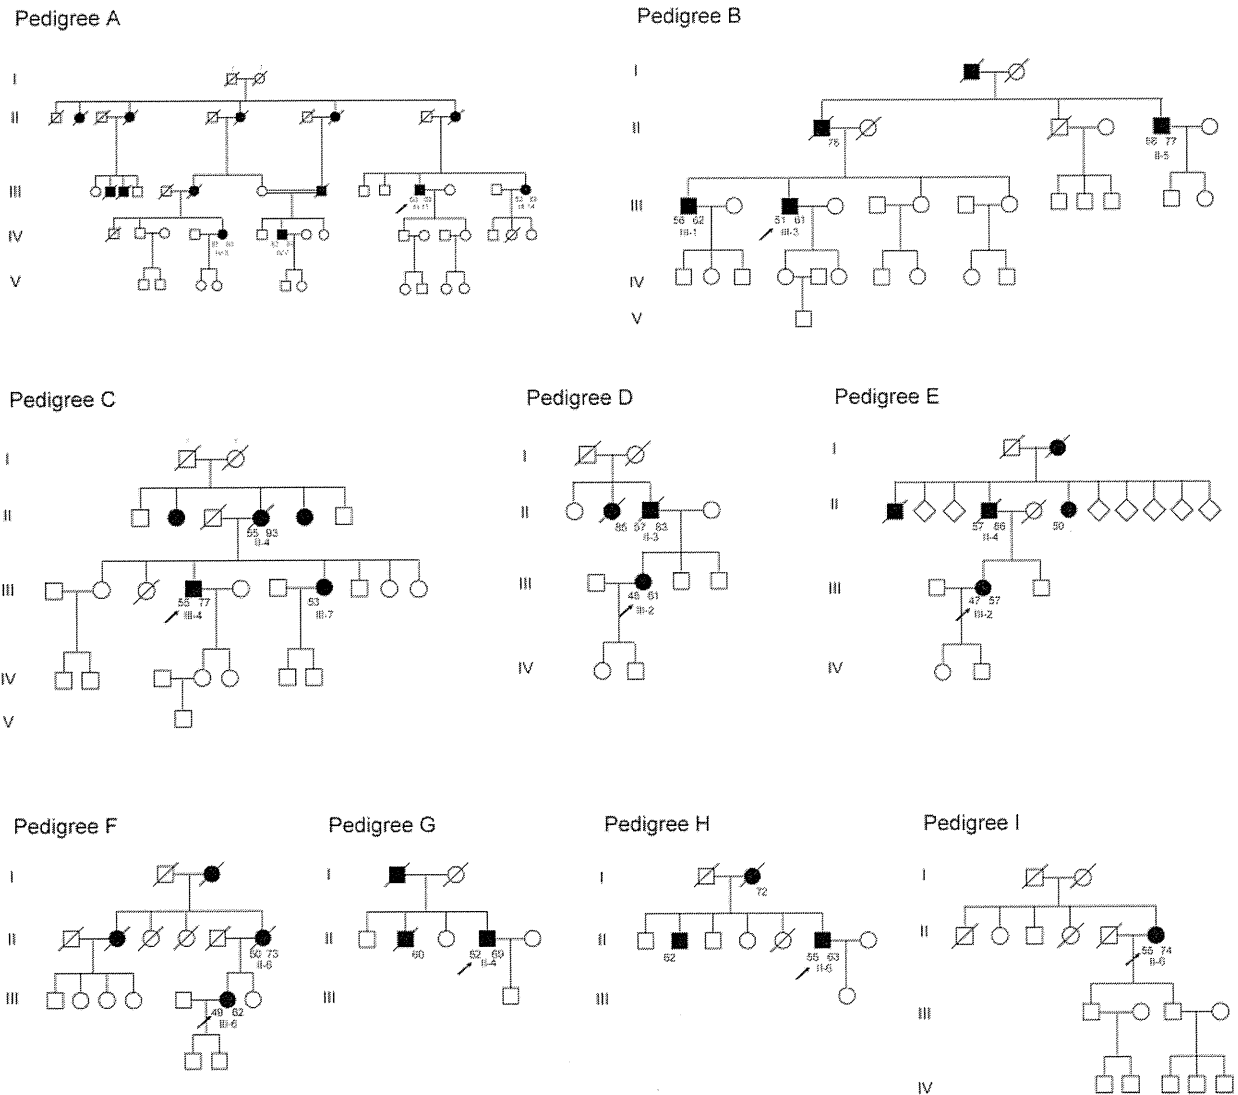 Pedigree A
I
II
III
IV
V
Pedigree B
I
75
68 77
II
II-5
III
56 62
III-1
51 61
III-3
IV
V
Pedigree C
I
II
55 93
II-4
III
55 77
III-4
53
III-7
IV
V
Pedigree D
I
II
85
57 83
II-3
III
48 61
III-2
IV
Pedigree E
I
II
57 66
II-4
50
III
47 57
III-2
IV
Pedigree F
I
II
50 73
II-6
III
49 62
III-6
Pedigree G
I
II
60
52 69
II-4
III
Pedigree H
I
72
II
62
55 63
II-6
III
Pedigree I
I
II
55 74
II-6
III
IV